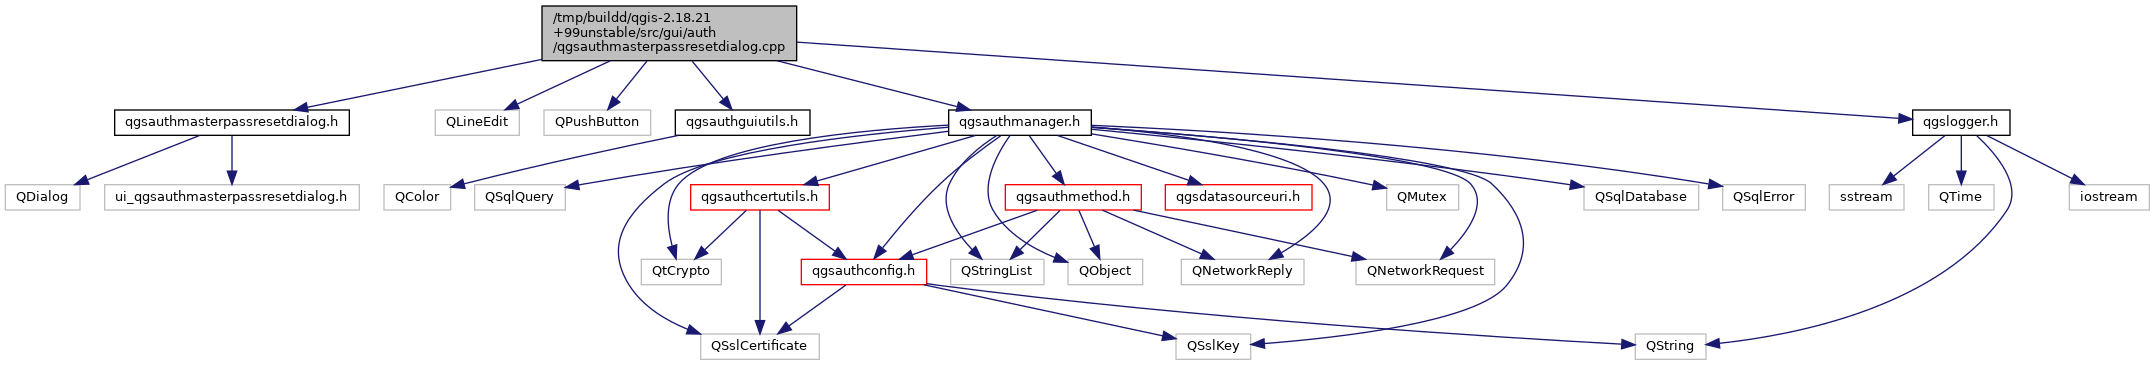 /tmp/buildd/qgis-2.18.21
+99unstable/src/gui/auth
/qgsauthmasterpassresetdialog.cpp
qgsauthmasterpassresetdialog.h
QLineEdit
QPushButton
qgsauthguiutils.h
qgsauthmanager.h
qgslogger.h
QDialog
ui_qgsauthmasterpassresetdialog.h
QColor
QSqlQuery
qgsauthcertutils.h
qgsauthmethod.h
qgsdatasourceuri.h
QMutex
QSqlDatabase
QSqlError
sstream
QTime
iostream
QtCrypto
qgsauthconfig.h
QStringList
QObject
QNetworkReply
QNetworkRequest
QSslCertificate
QSslKey
QString